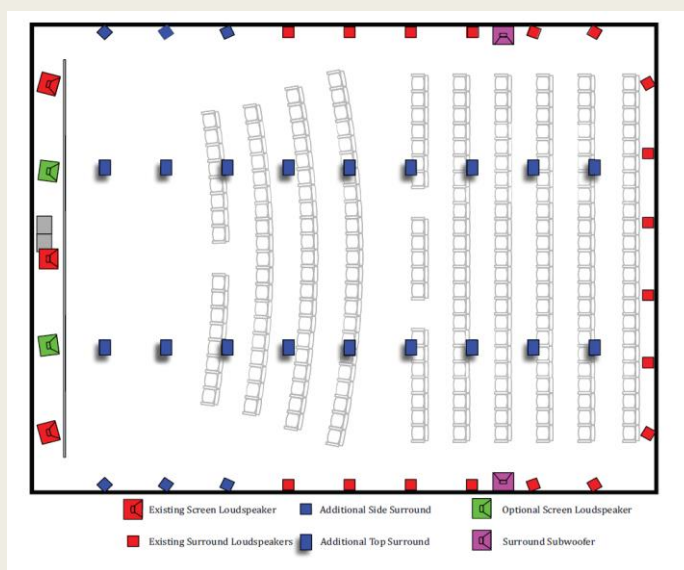 Existing Screen Loudspeaker
Additional Side Surround
Optional Screen Loudspeaker
Existing Surround Loudspeakers
Additional Top Surround
Surround Subwoofer